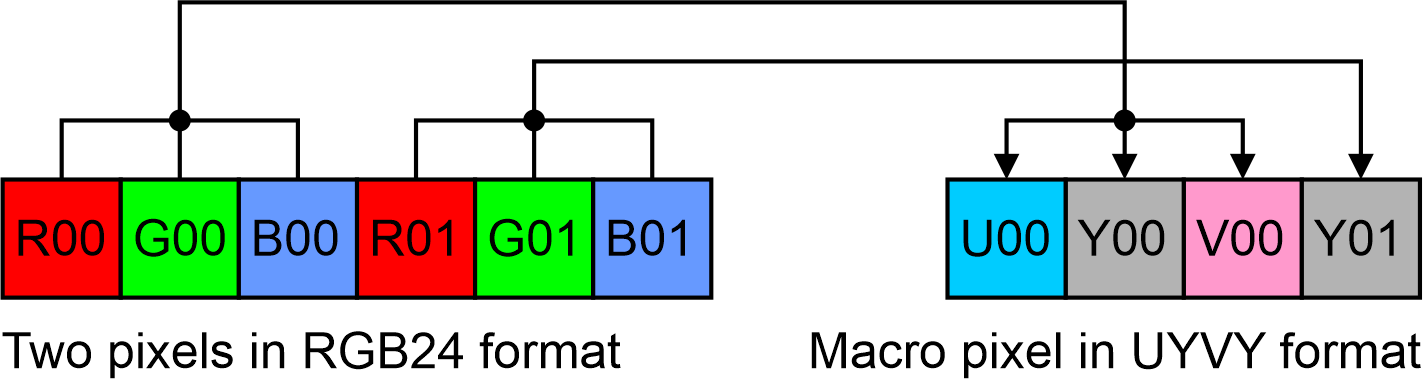 R00 G00 B00 R01 G01 B01 U00 Y00 V00 Y01
Two pixels in RGB24 format Macro pixel in UYVY format